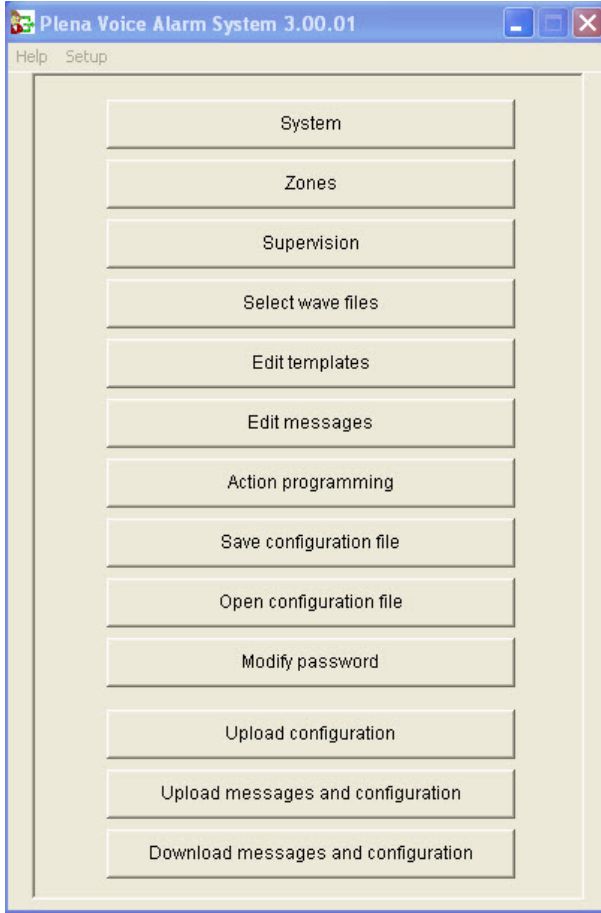 Plena Voice Alarm System 3.00.01
Help Setup
System
Zones
Supervision
Select wave files
Edit templates
Edit messages
Action programming
Save configuration file
Open configuration file
Modify password
Upload configuration
Upload messages and configuration
Download messages and configuration